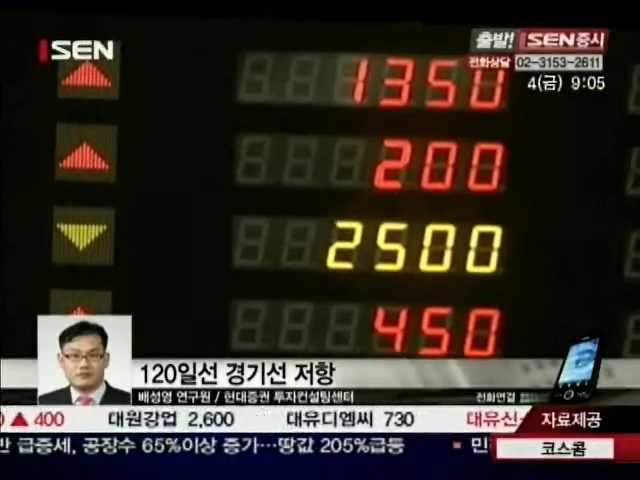 SEN
출발! SEN증시
전화상담 02-3153-2611
4(금) 9:05
1350
200
2500
450
120일선 경기선 저항
배성영 연구원 / 현대증권 투자컨설팅센터
전화연결
▲ 400 대원강업 2,600 대유디엠씨 730 대유신
자료제공
급증세, 공장수 65%이상 증가…땅값 205%급등
코스콤